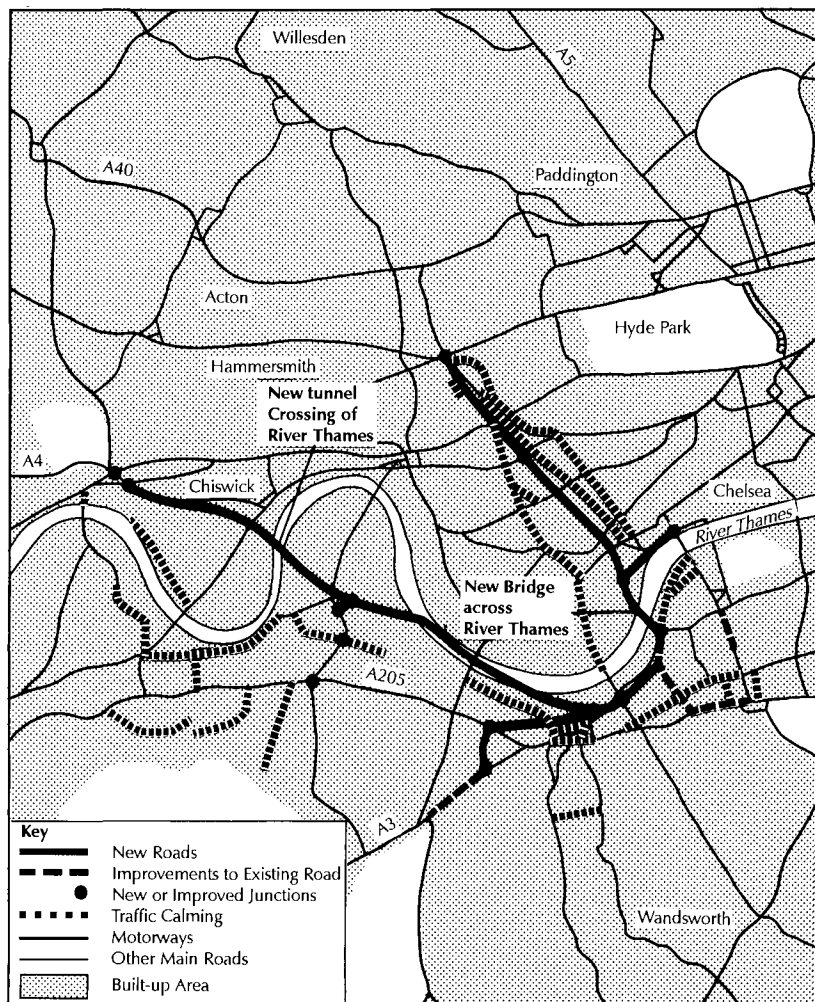 Willesden
A5
A40
Paddington
Acton
Hyde Park
Hammersmith
New tunnel
Crossing of
River Thames
A4
Chiswick
Chelsea
River Thames
New Bridge
across
River Thames
A205
A3
Wandsworth
Key
New Roads
Improvements to Existing Road
New or Improved Junctions
Traffic Calming
Motorways
Other Main Roads
Built-up Area